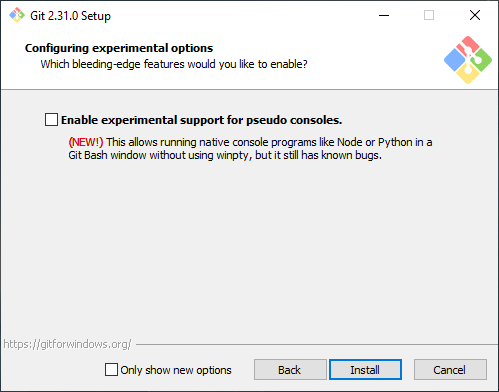 Git 2.31.0 Setup
Configuring experimental options
Which bleeding-edge features would you like to enable?
Enable experimental support for pseudo consoles.
(NEW!) This allows running native console programs like Node or Python in a
Git Bash window without using winpty, but it still has known bugs.
https://gitforwindows.org/
Only show new options
Back
Install
Cancel